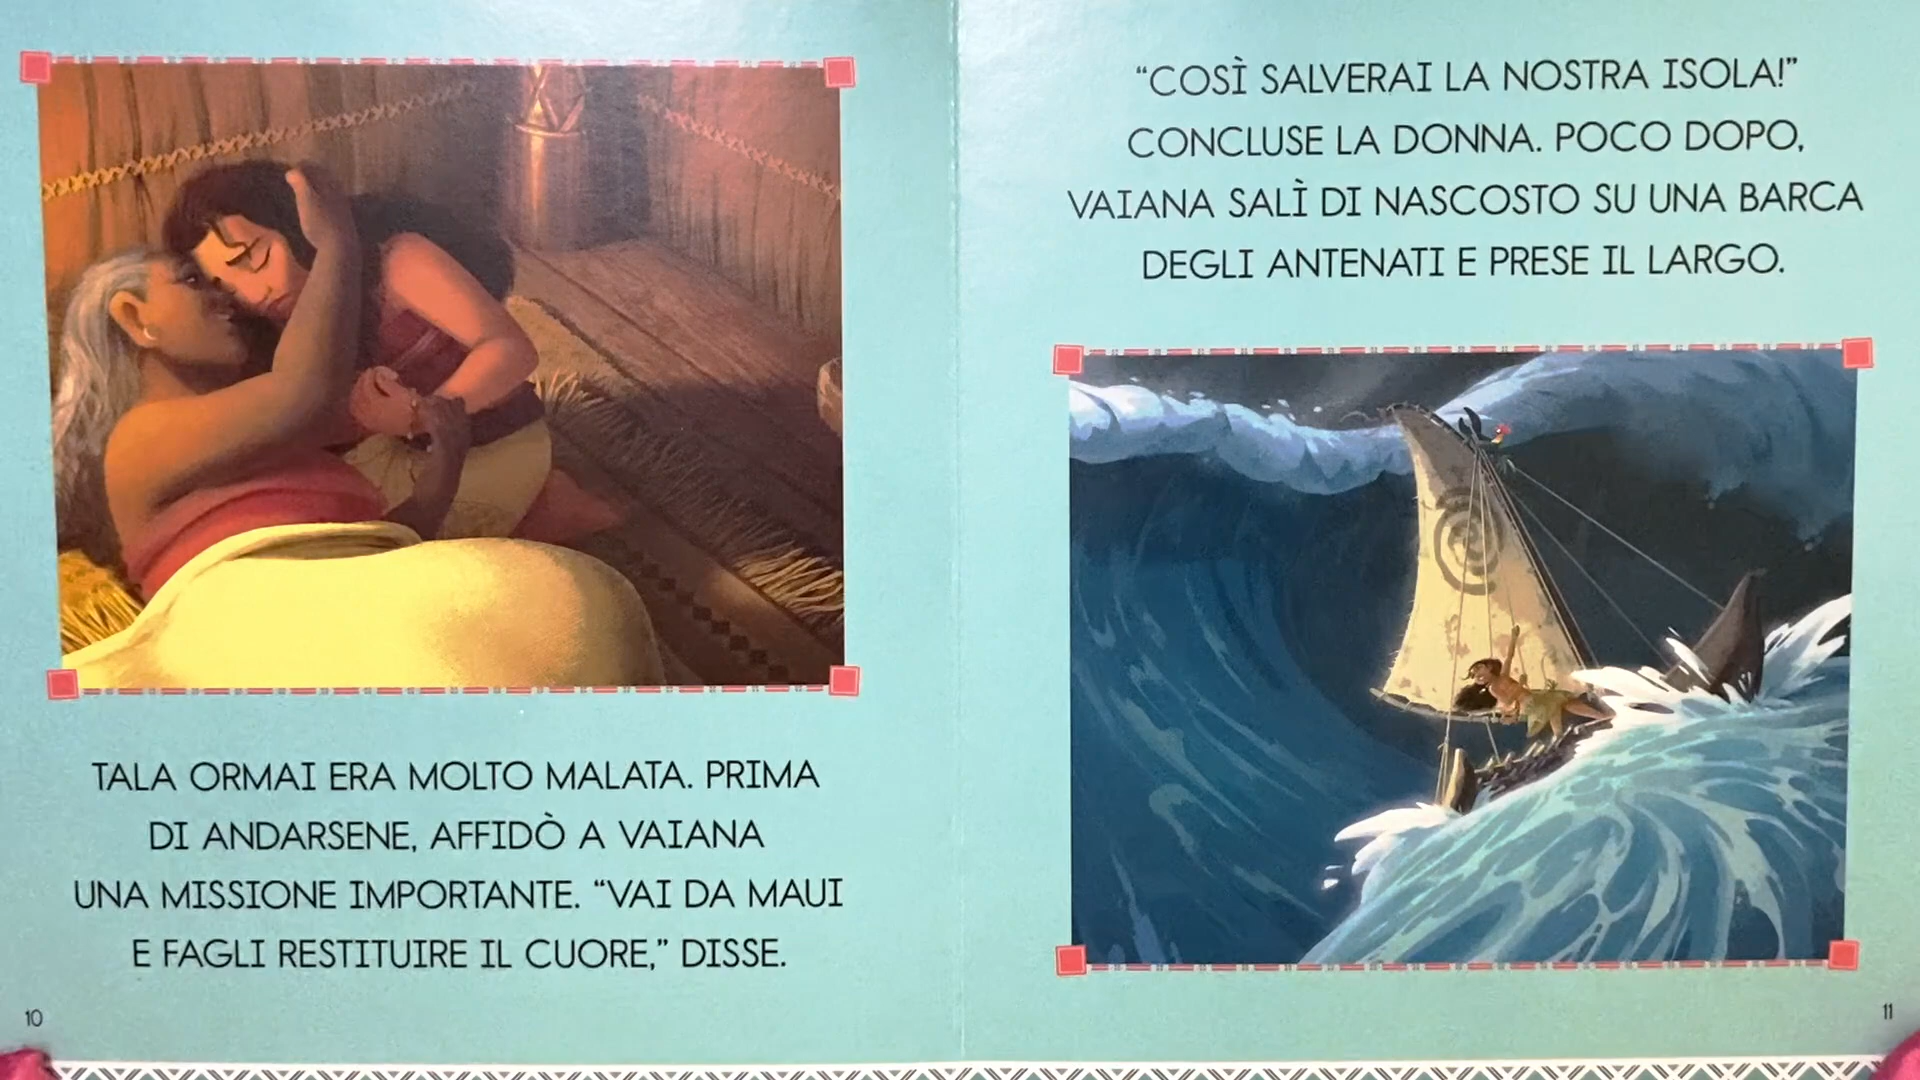 TALA ORMAI ERA MOLTO MALATA. PRIMA
DI ANDARSENE, AFFIDÒ A VAIANA
UNA MISSIONE IMPORTANTE. “VAI DA MAUI
E FAGLI RESTITUIRE IL CUORE,” DISSE.
10
“COSÌ SALVERAI LA NOSTRA ISOLA!”
CONCLUSE LA DONNA. POCO DOPO,
VAIANA SALÌ DI NASCOSTO SU UNA BARCA
DEGLI ANTENATI E PRESE IL LARGO.
11